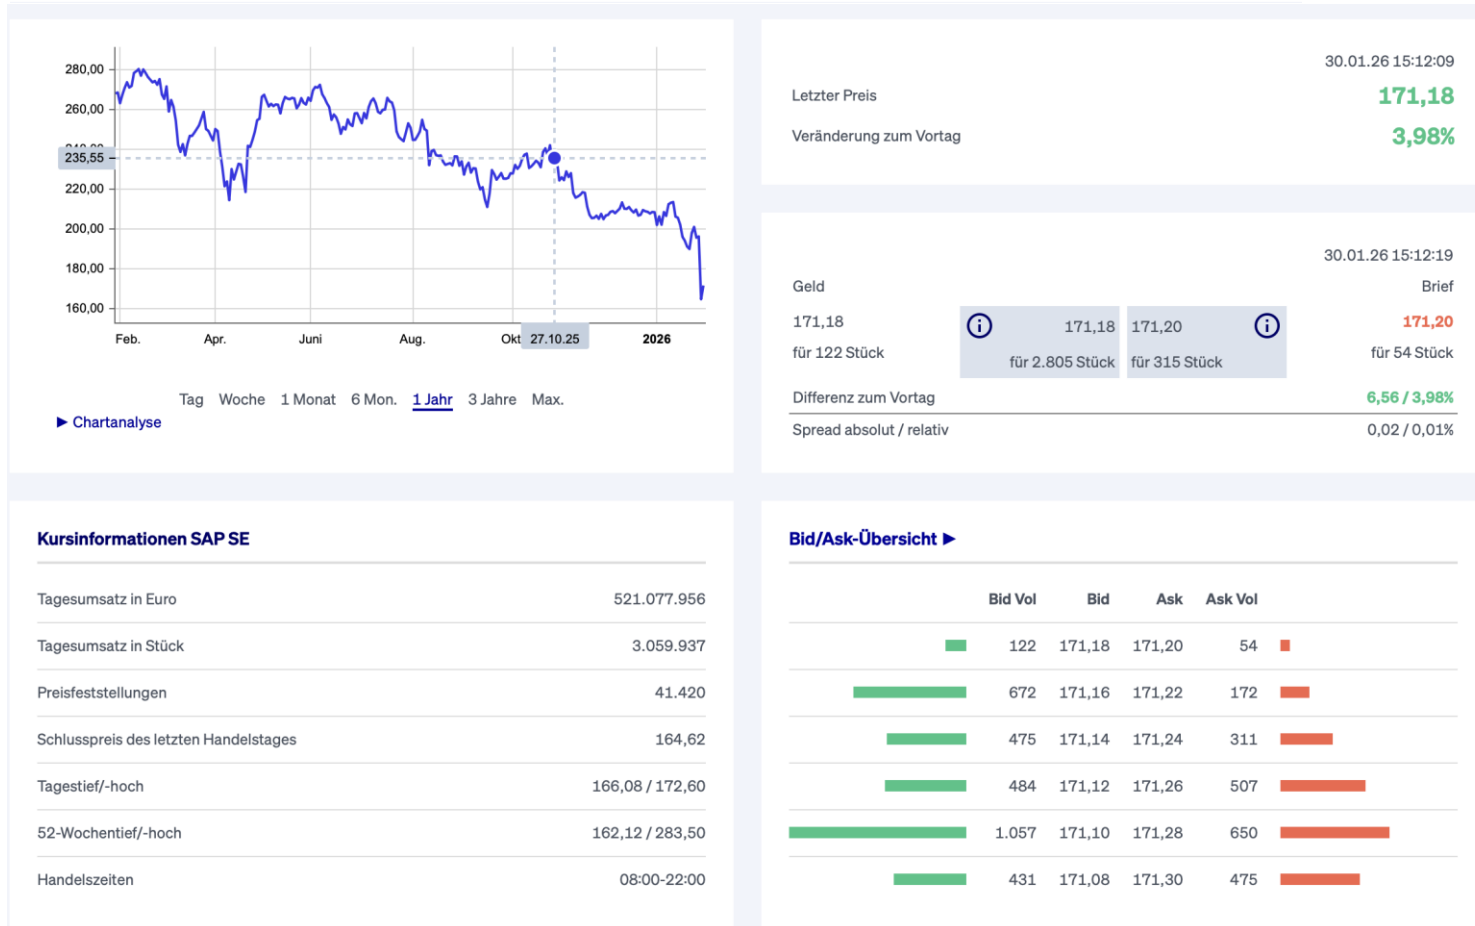 280,00
260,00
235,55
220,00
200,00
180,00
160,00
Feb. Apr. Juni Aug. Okt 27.10.25 2026
Tag Woche 1 Monat 6 Mon. 1 Jahr 3 Jahre Max.
► Chartanalyse
30.01.26 15:12:09
Letzter Preis 171,18
Veränderung zum Vortag 3,98%
30.01.26 15:12:19
Geld Brief
171,18 171,18 171,20 171,20
für 122 Stück für 2.805 Stück für 315 Stück für 54 Stück
Differenz zum Vortag 6,56 / 3,98%
Spread absolut / relativ 0,02 / 0,01%
Kursinformationen SAP SE
Tagesumsatz in Euro 521.077.956
Tagesumsatz in Stück 3.059.937
Preisfeststellungen 41.420
Schlusspreis des letzten Handelstages 164,62
Tagestief/-hoch 166,08 / 172,60
52-Wochentief/-hoch 162,12 / 283,50
Handelszeiten 08:00-22:00
Bid/Ask-Übersicht ►
Bid Vol Bid Ask Ask Vol
122 171,18 171,20 54
672 171,16 171,22 172
475 171,14 171,24 311
484 171,12 171,26 507
1.057 171,10 171,28 650
431 171,08 171,30 475